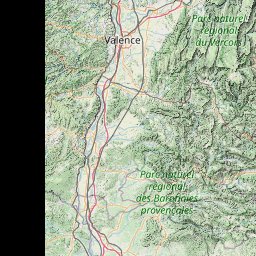 Parc naturel
régional
du Vercors
Valence
Parc naturel
régional
des Baronnies
provençales